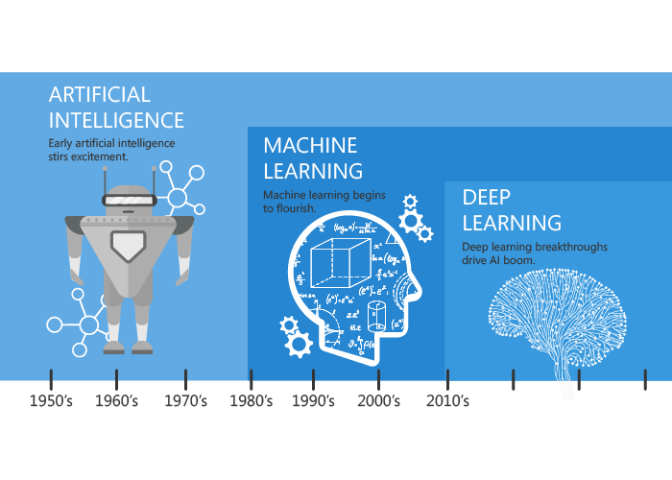 ARTIFICIAL
INTELLIGENCE
Early artificial intelligence
stirs excitement.
MACHINE
LEARNING
Machine learning begins
to flourish.
DEEP
LEARNING
Deep learning breakthroughs
drive AI boom.
1950's 1960's 1970's 1980's 1990's 2000's 2010's